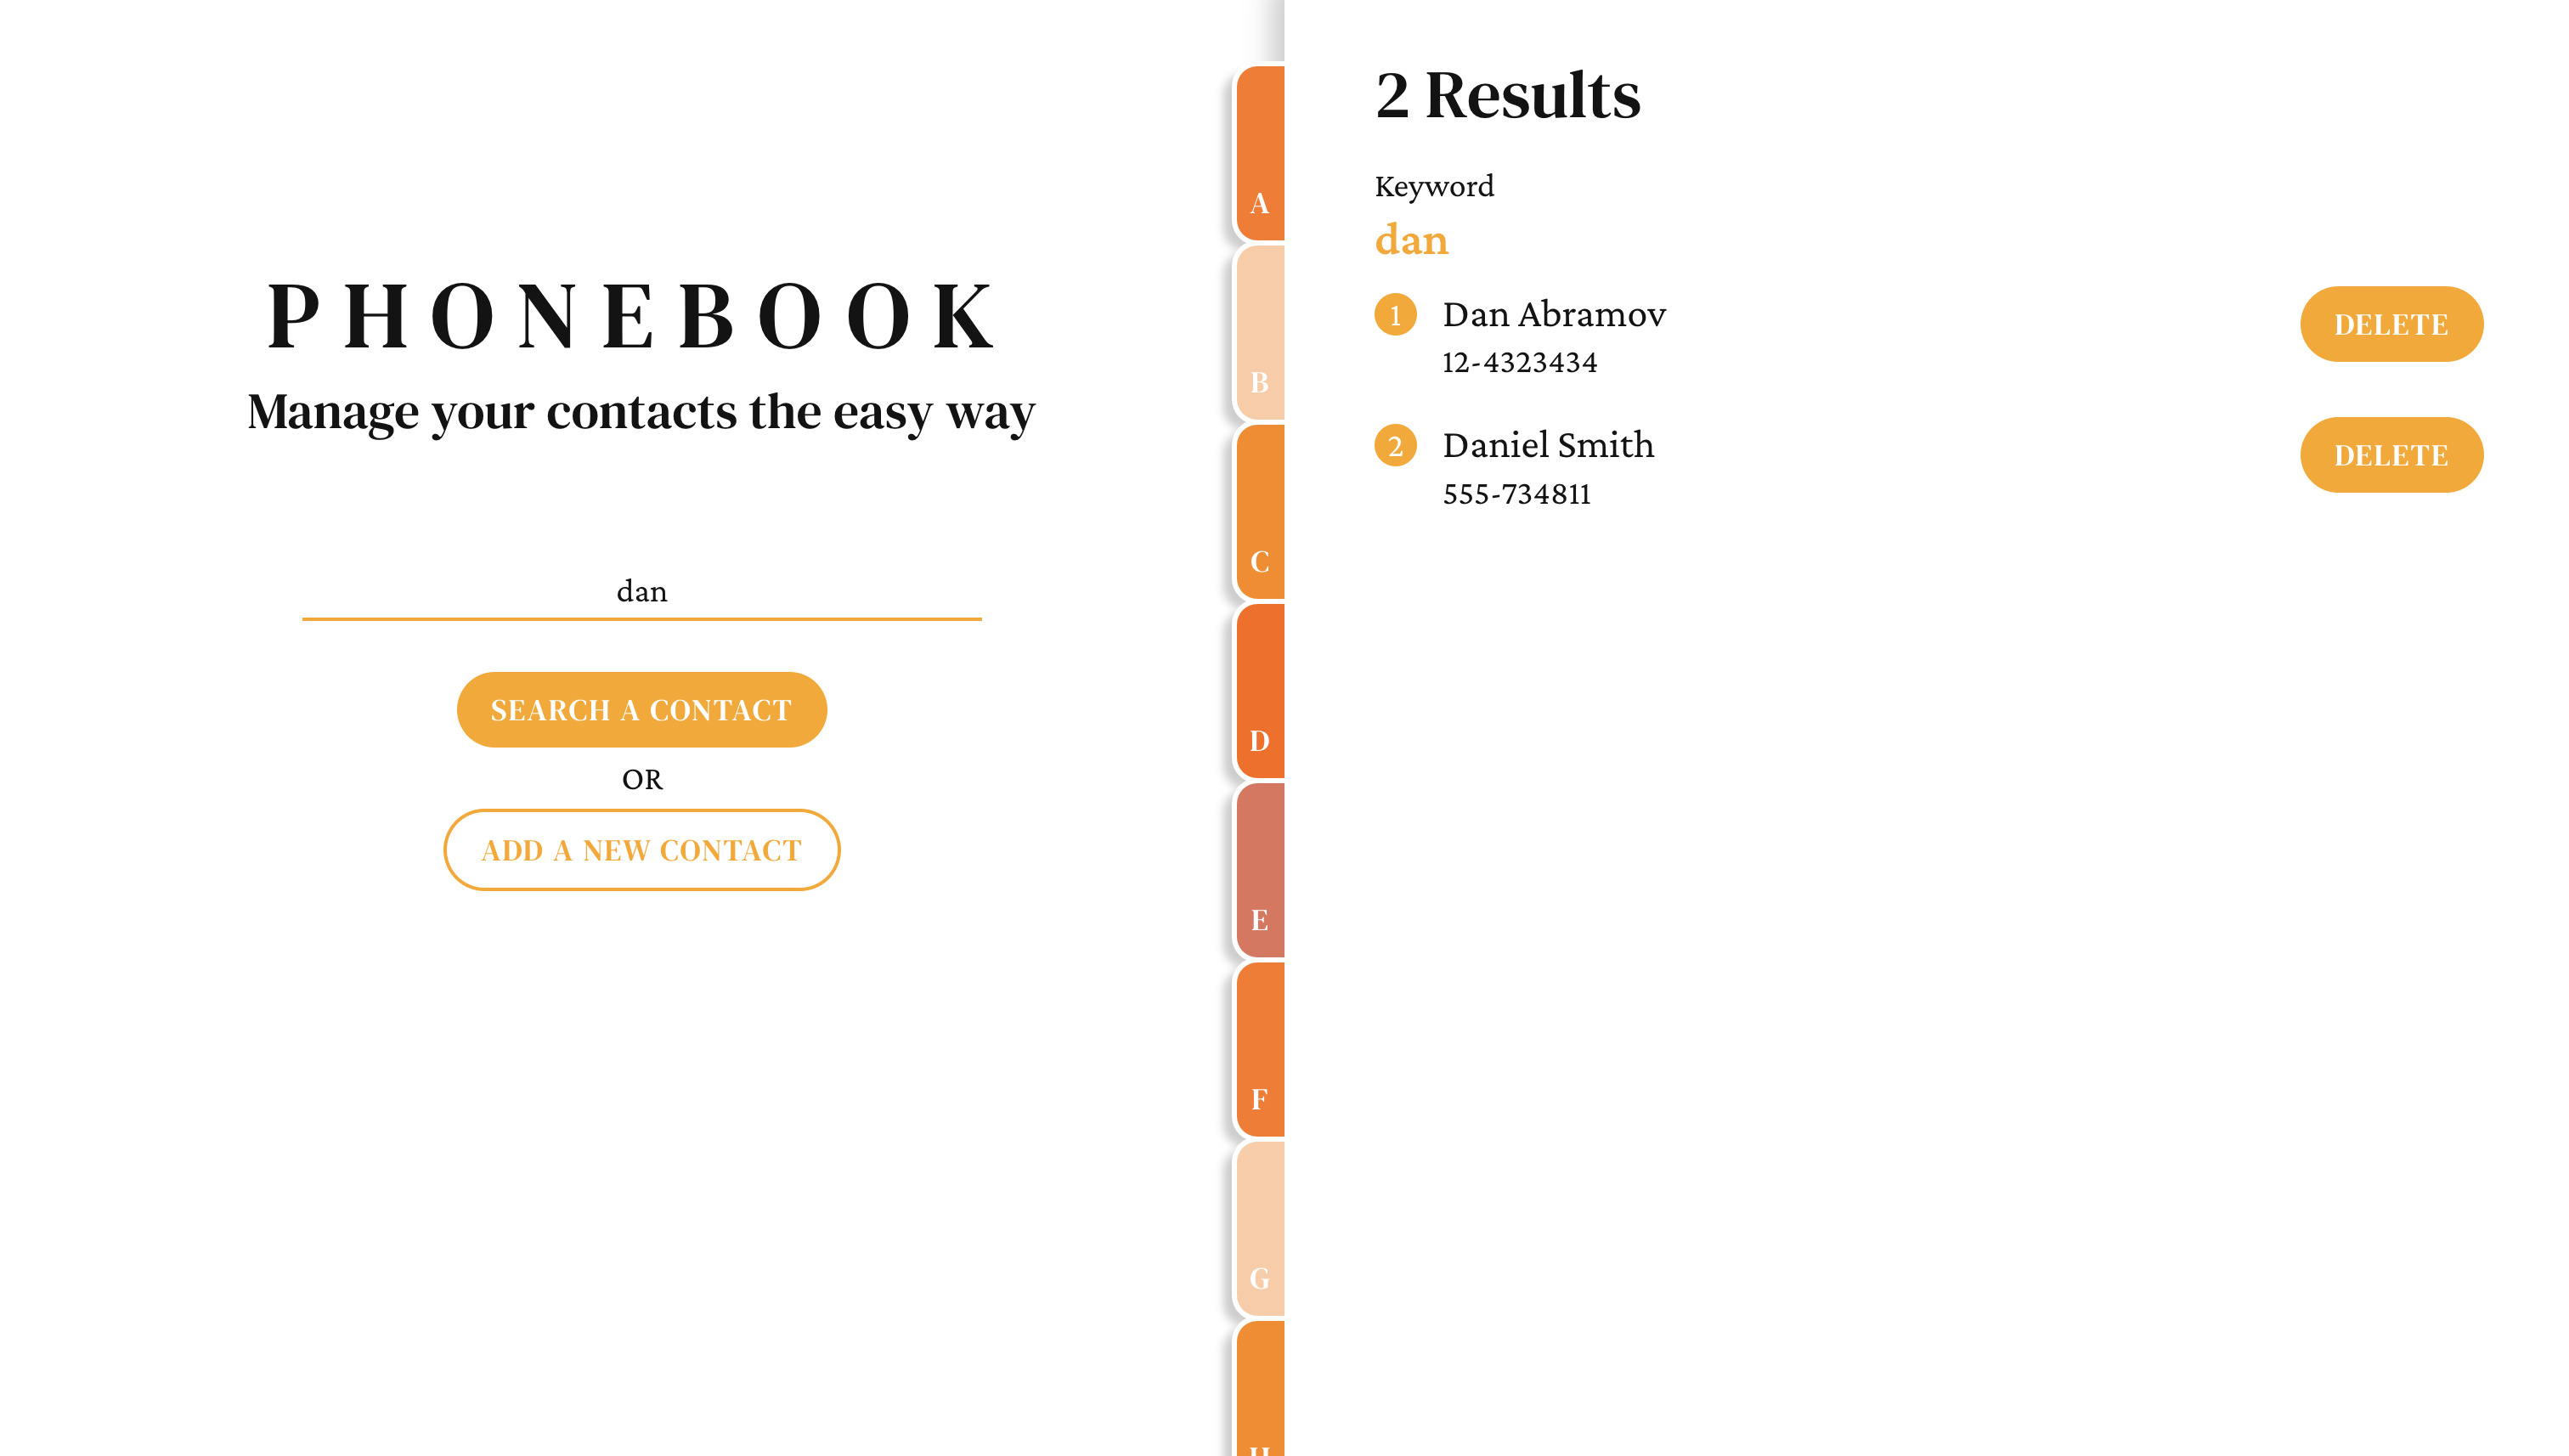 PHONEBOOK
Manage your contacts the easy way
dan
SEARCH A CONTACT
OR
ADD A NEW CONTACT
A
B
C
D
E
F
G
2 Results
Keyword
dan
1 Dan Abramov
12-4323434
DELETE
2 Daniel Smith
555-734811
DELETE